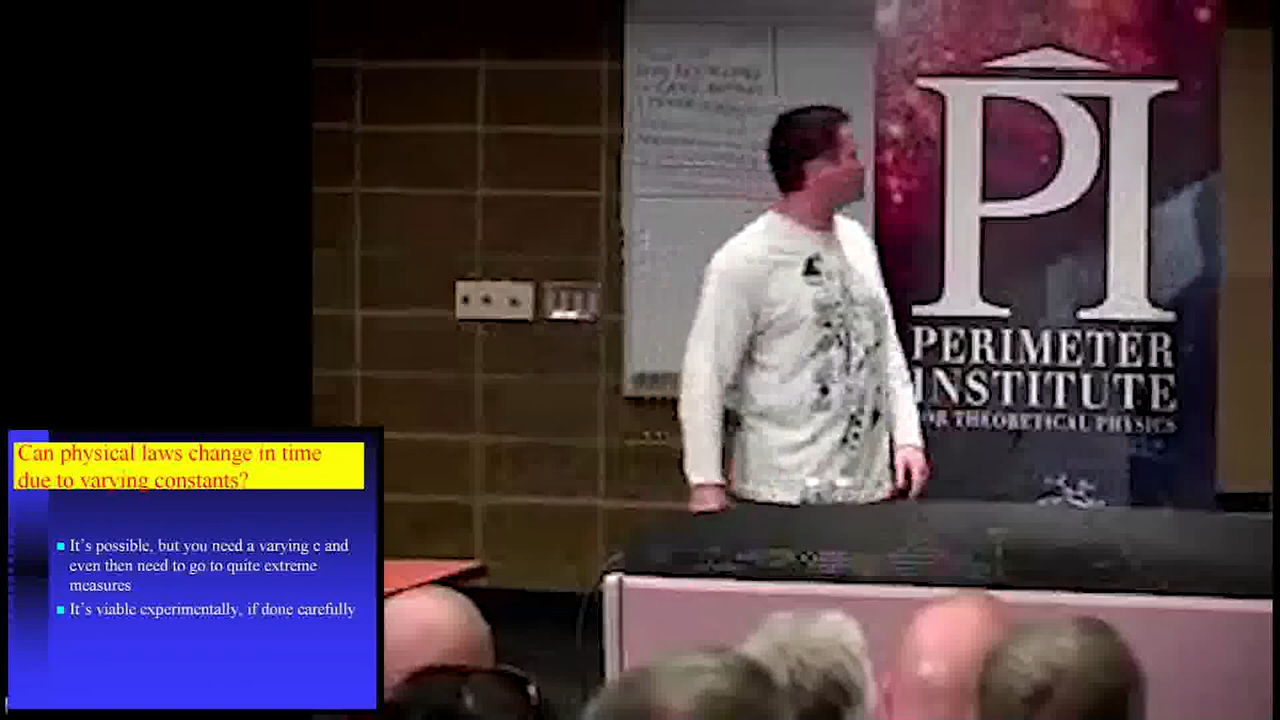 PI
PERIMETER
INSTITUTE
FOR THEORETICAL PHYSICS
Can physical laws change in time
due to varying constants?
It's possible, but you need a varying c and
even then need to go to quite extreme
measures
It's viable experimentally, if done carefully